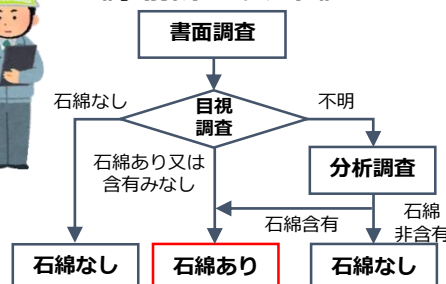 書面調査
石綿なし
目視
調査
不明
石綿あり又は
含有みなし
分析調査
石綿含有
石綿
非含有
石綿なし
石綿あり
石綿なし